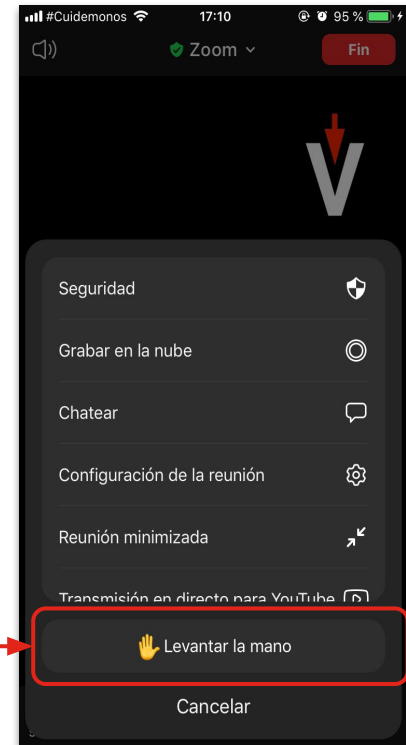 #Cuidemonos 17:10 95 %
Zoom Fin
V
Seguridad
Grabar en la nube
Chatear
Configuración de la reunión
Reunión minimizada
Transmisión en directo para YouTube
Levantar la mano
Cancelar